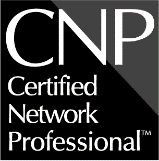 CNP
Certified
Network
Professional™